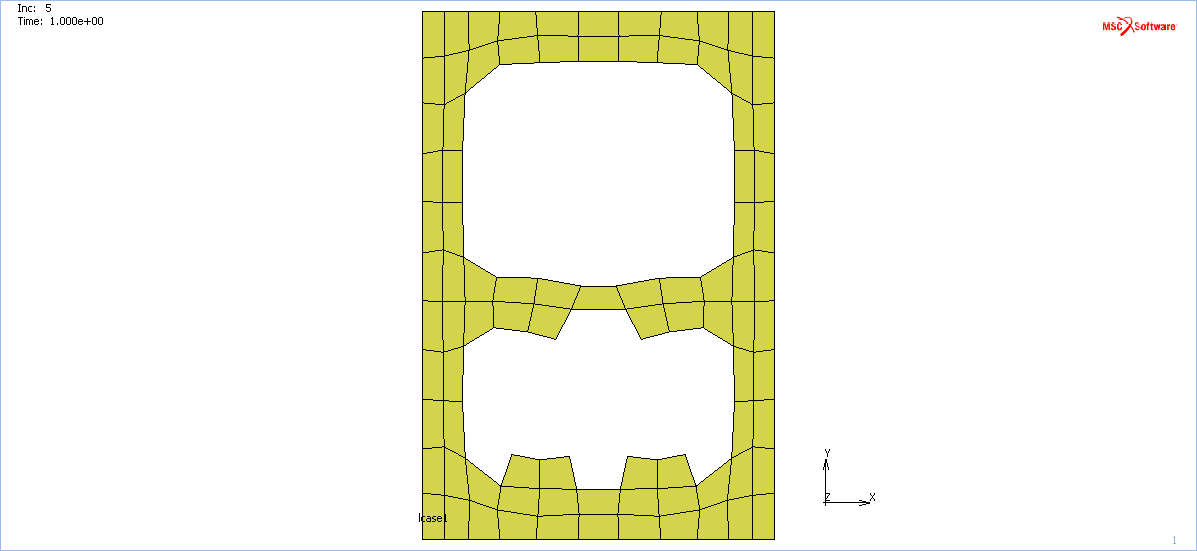 Inc: 5
Time: 1.000e+00
MSC Software
lcase1
Y
Z X
1